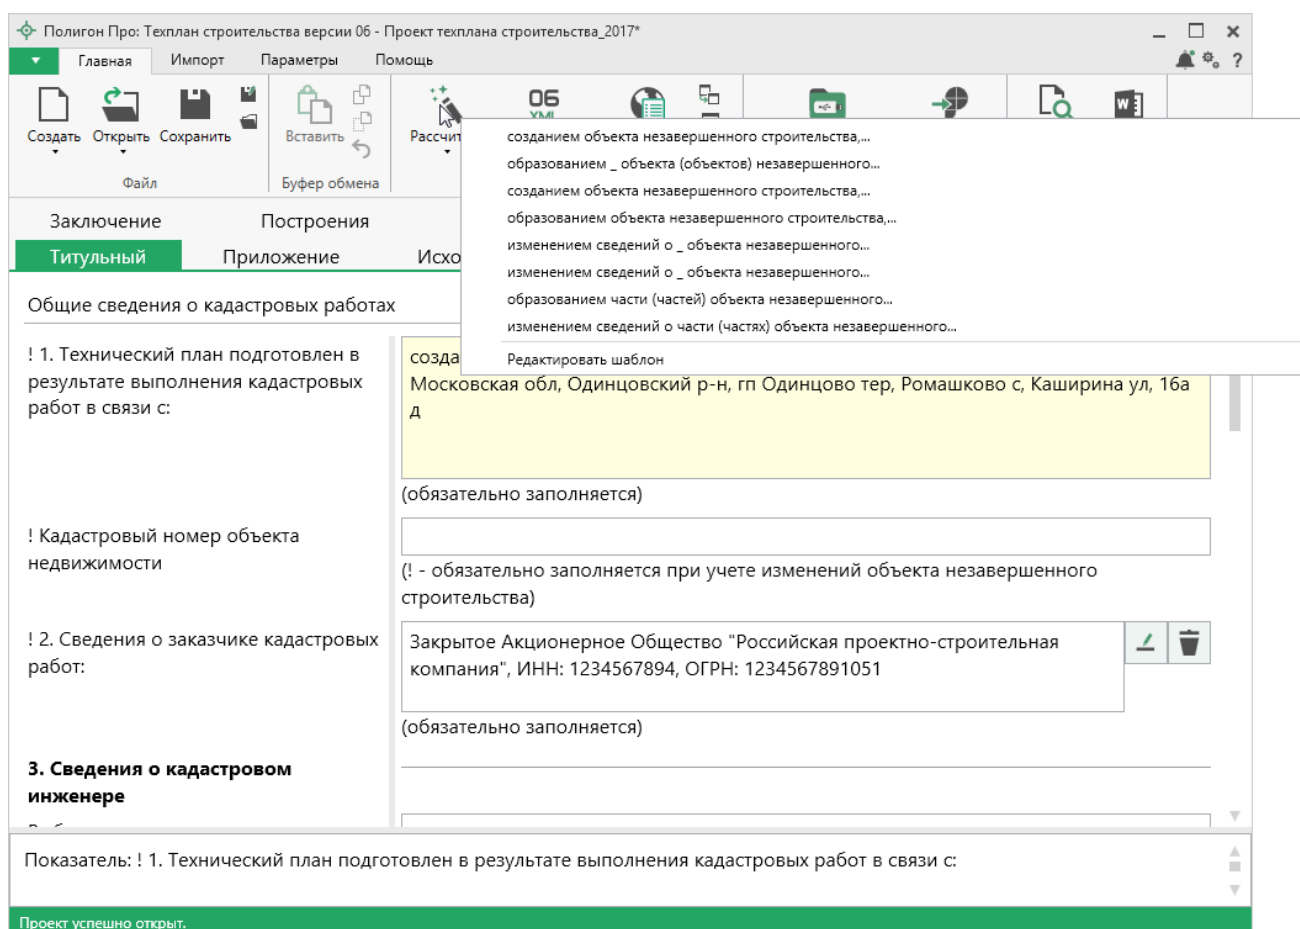 Полигон Про: Техплан строительства версии 06 - Проект техплана строительства_2017*
Главная Импорт Параметры Помощь
?
06
XML
W
Создать Открыть Сохранить Вставить
Файл Буфер обмена
созданием объекта незавершенного строительства,...
образованием _ объекта (объектов) незавершенного...
созданием объекта незавершенного строительства,...
образованием объекта незавершенного строительства,...
изменением сведений о _ объекта незавершенного...
изменением сведений о _ объекта незавершенного...
образованием части (частей) объекта незавершенного...
изменением сведений о части (частях) объекта незавершенного...
Редактировать шаблон
Заключение Построения
Титульный Приложение
Общие сведения о кадастровых работах
! 1. Технический план подготовлен в
результате выполнения кадастровых
работ в связи с:
Московская обл, Одинцовский р-н, гп Одинцово тер, Ромашково с, Каширина ул, 16а
д
(обязательно заполняется)
! Кадастровый номер объекта
недвижимости
(! - обязательно заполняется при учете изменений объекта незавершенного
строительства)
! 2. Сведения о заказчике кадастровых
работ:
Закрытое Акционерное Общество "Российская проектно-строительная
компания", ИНН: 1234567894, ОГРН: 1234567891051
(обязательно заполняется)
3. Сведения о кадастровом
инженере
Показатель: ! 1. Технический план подготовлен в результате выполнения кадастровых работ в связи с:
Проект успешно открыт.